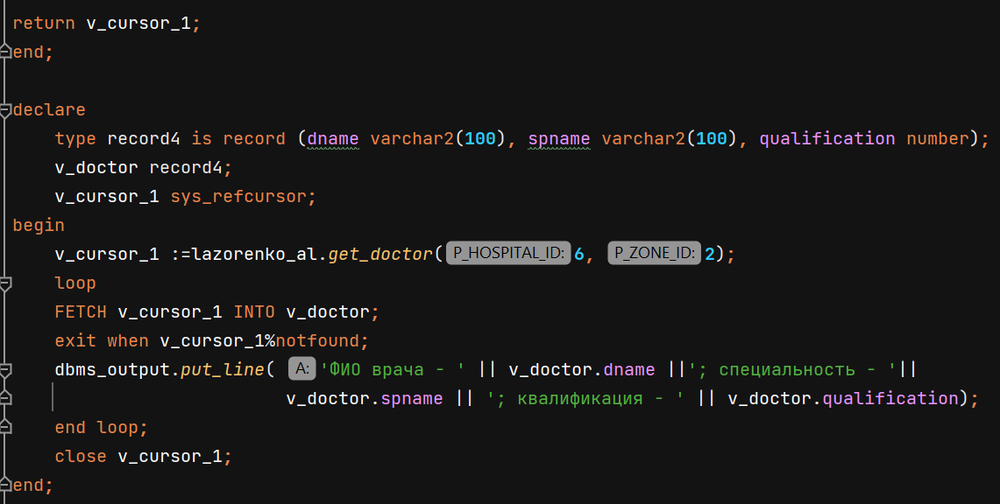 return v_cursor_1;
end;
declare
type record4 is record (dname varchar2(100), spname varchar2(100), qualification number);
v_doctor record4;
v_cursor_1 sys_refcursor;
begin
v_cursor_1 :=lazorenko_al.get_doctor( P_HOSPITAL_ID: 6, P_ZONE_ID: 2);
loop
FETCH v_cursor_1 INTO v_doctor;
exit when v_cursor_1%notfound;
dbms_output.put_line( A: 'ФИО врача - ' || v_doctor.dname ||'; специальность - '||
v_doctor.spname || '; квалификация - ' || v_doctor.qualification);
end loop;
close v_cursor_1;
end;